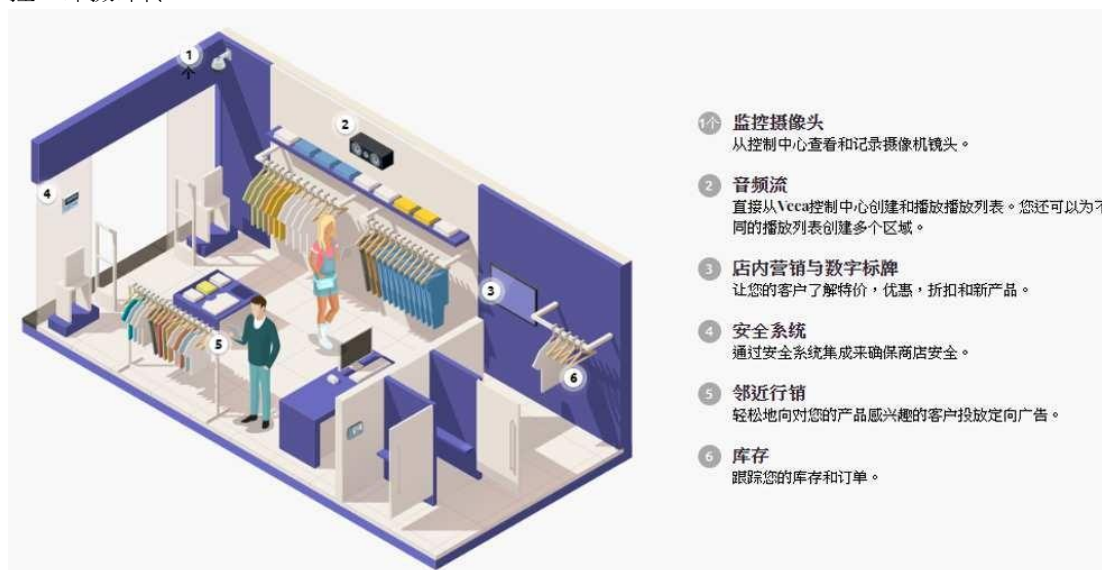 1
2
3
4
5
6
1个 监控摄像头
从控制中心查看和记录摄像机镜头。
2 音频流
直接从Vcea控制中心创建和播放播放列表。您还可以为不
同的播放列表创建多个区域。
3 店内营销与数字标牌
让您的客户了解特价，优惠，折扣和新产品。
4 安全系统
通过安全系统集成来确保商店安全。
5 邻近行销
轻松地向对您的产品感兴趣的客户投放定向广告。
6 库存
跟踪您的库存和订单。